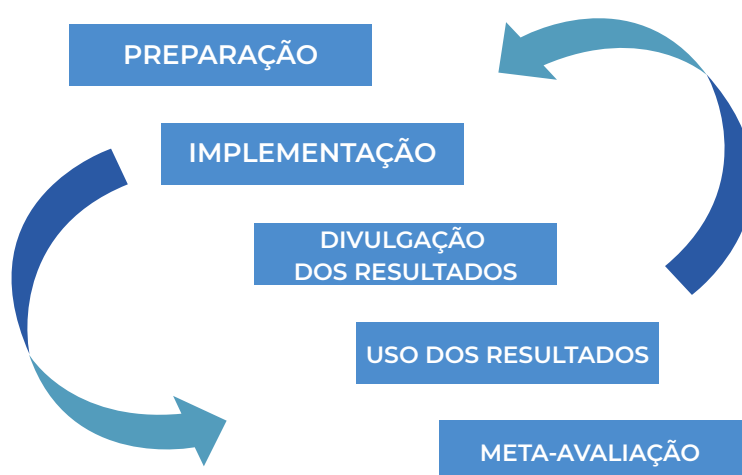 PREPARAÇÃO
IMPLEMENTAÇÃO
DIVULGAÇÃO
DOS RESULTADOS
USO DOS RESULTADOS
META-AVALIAÇÃO